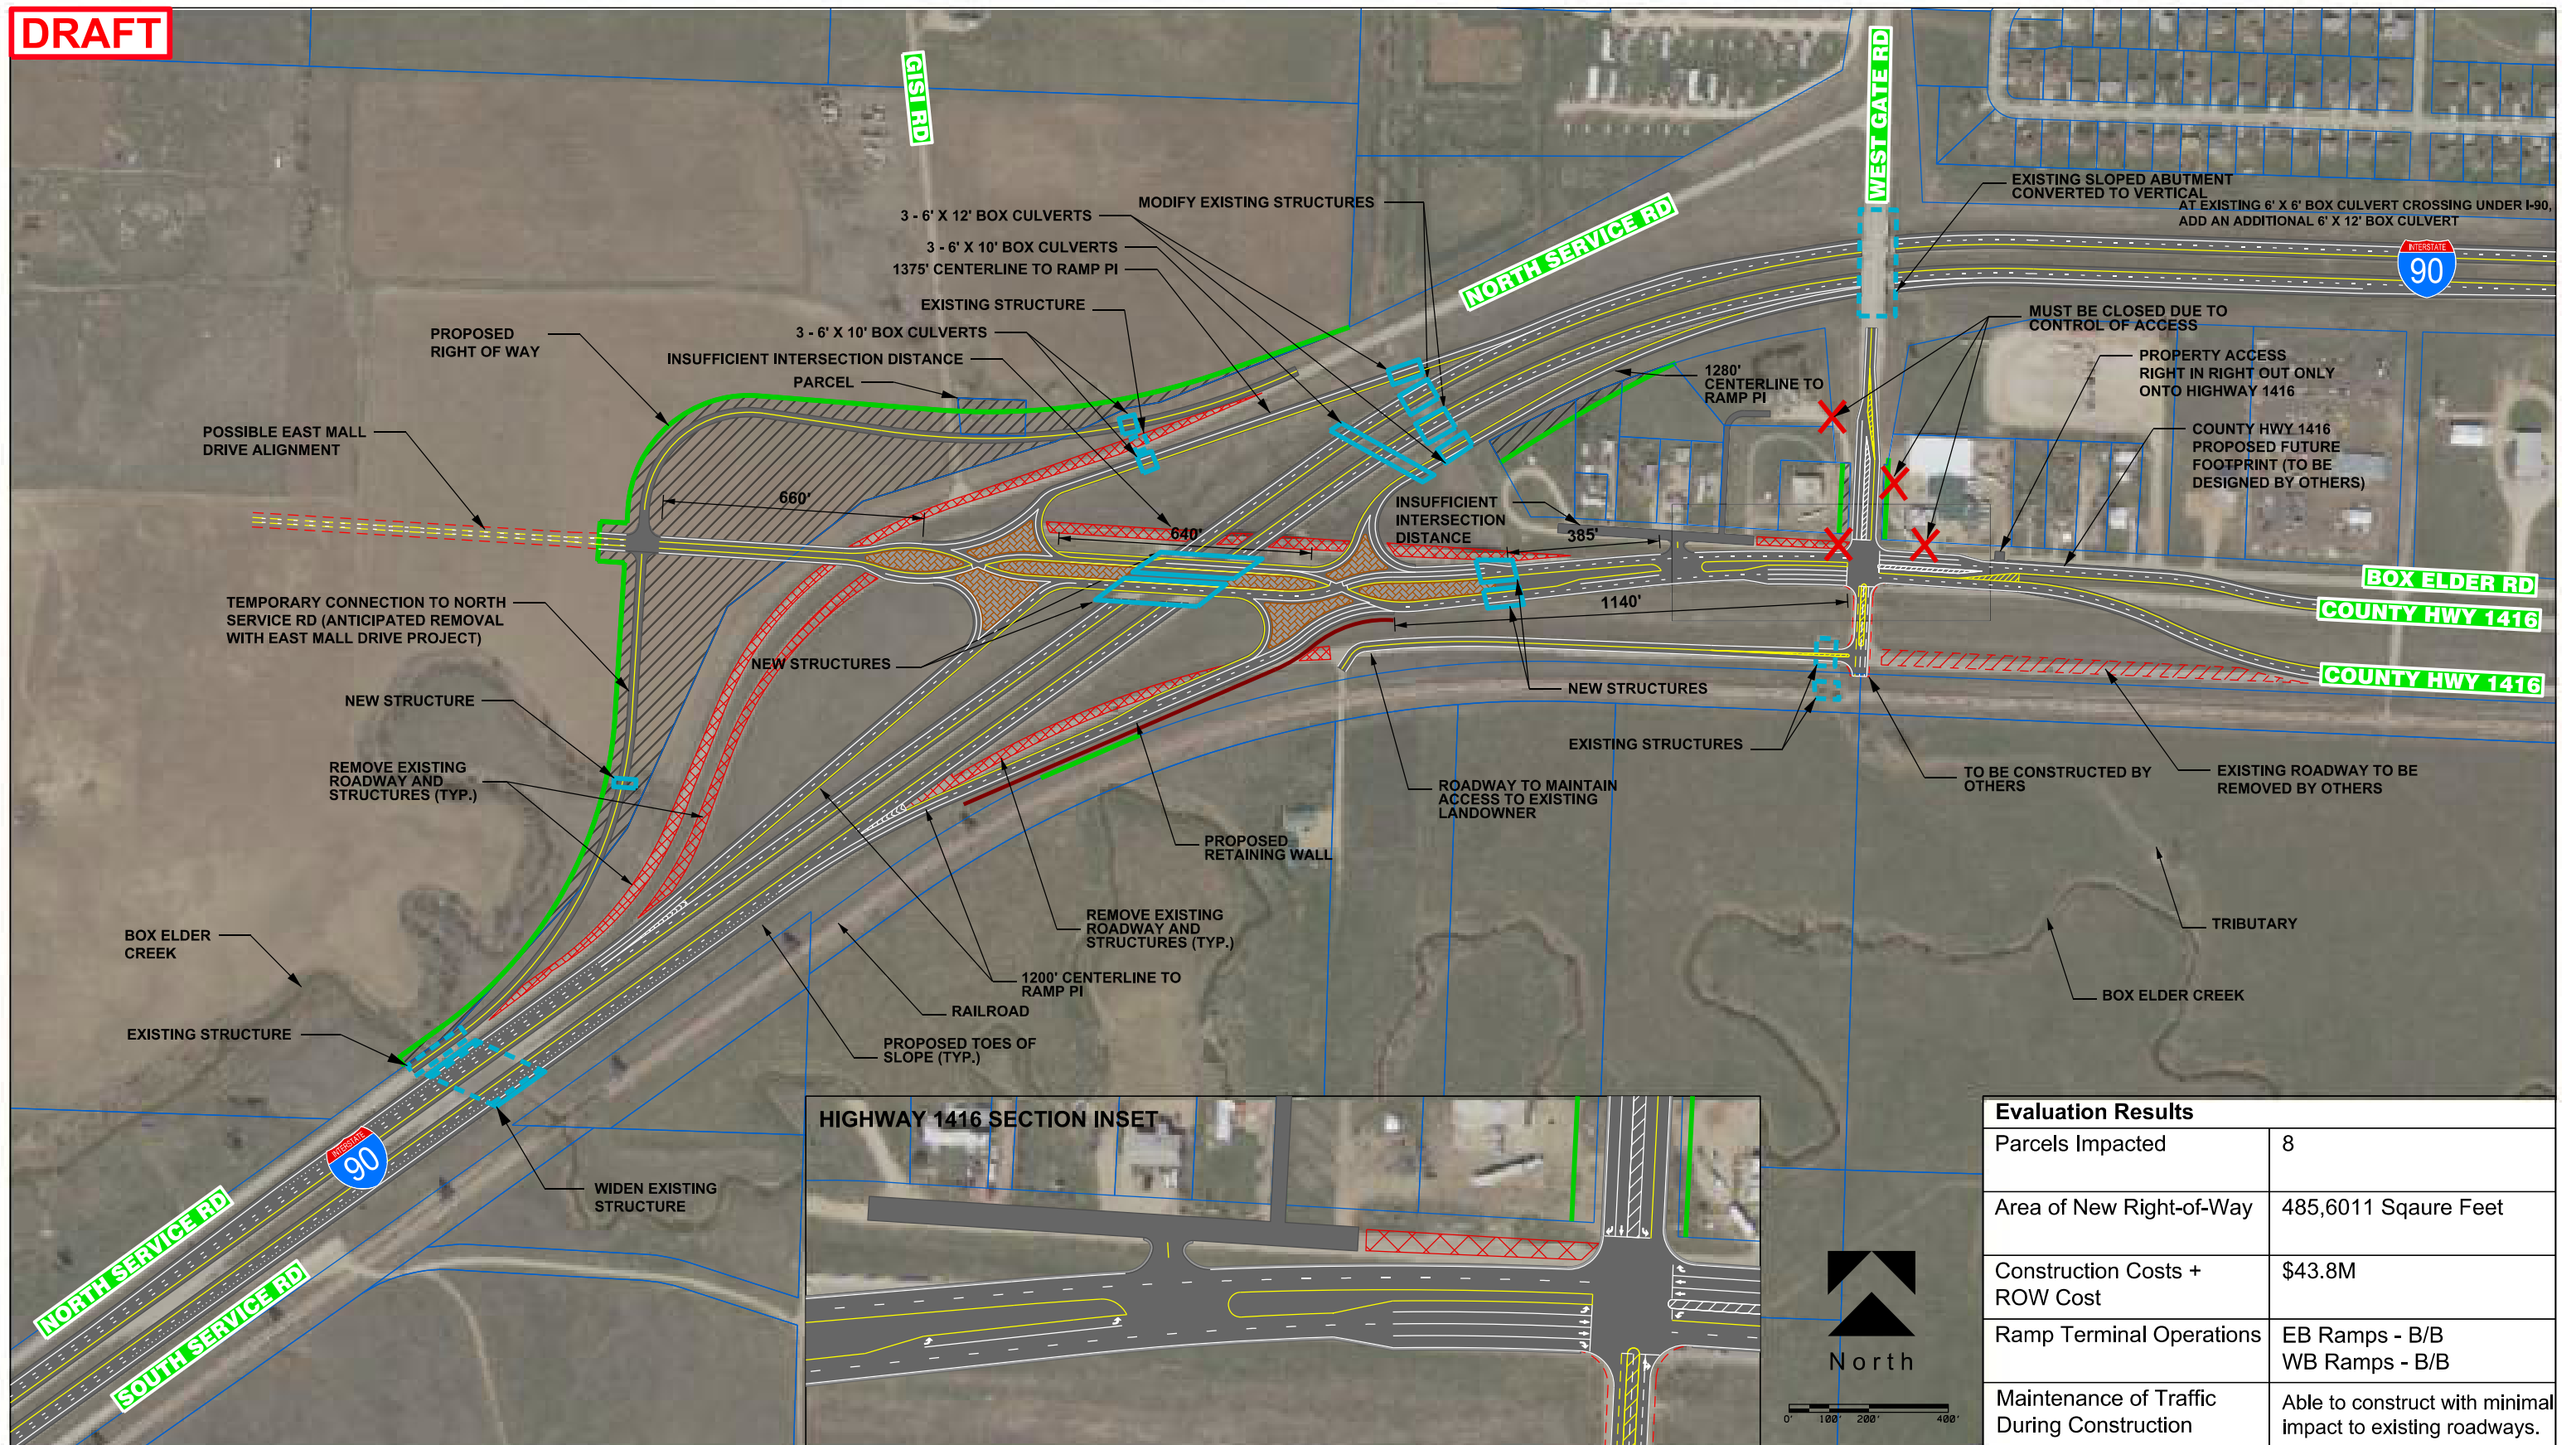 DRAFT
GISI RD
WEST GATE RD
EXISTING SLOPED ABUTMENT
CONVERTED TO VERTICAL
AT EXISTING 6' X 6' BOX CULVERT CROSSING UNDER I-90,
ADD AN ADDITIONAL 6' X 12' BOX CULVERT
3 - 6' X 12' BOX CULVERTS
MODIFY EXISTING STRUCTURES
NORTH SERVICE RD
3 - 6' X 10' BOX CULVERTS
1375' CENTERLINE TO RAMP PI
INTERSTATE
90
EXISTING STRUCTURE
3 - 6' X 10' BOX CULVERTS
INSUFFICIENT INTERSECTION DISTANCE
PARCEL
PROPOSED
RIGHT OF WAY
MUST BE CLOSED DUE TO
CONTROL OF ACCESS
PROPERTY ACCESS
RIGHT IN RIGHT OUT ONLY
ONTO HIGHWAY 1416
1280'
CENTERLINE TO
RAMP PI
POSSIBLE EAST MALL
DRIVE ALIGNMENT
COUNTY HWY 1416
PROPOSED FUTURE
FOOTPRINT (TO BE
DESIGNED BY OTHERS)
660'
640'
INSUFFICIENT
INTERSECTION
DISTANCE
385'
1140'
BOX ELDER RD
COUNTY HWY 1416
COUNTY HWY 1416
TEMPORARY CONNECTION TO NORTH
SERVICE RD (ANTICIPATED REMOVAL
WITH EAST MALL DRIVE PROJECT)
NEW STRUCTURES
NEW STRUCTURES
NEW STRUCTURE
EXISTING STRUCTURES
REMOVE EXISTING
ROADWAY AND
STRUCTURES (TYP.)
ROADWAY TO MAINTAIN
ACCESS TO EXISTING
LANDOWNER
TO BE CONSTRUCTED BY
OTHERS
EXISTING ROADWAY TO BE
REMOVED BY OTHERS
PROPOSED
RETAINING WALL
REMOVE EXISTING
ROADWAY AND
STRUCTURES (TYP.)
TRIBUTARY
BOX ELDER
CREEK
1200' CENTERLINE TO
RAMP PI
BOX ELDER CREEK
RAILROAD
EXISTING STRUCTURE
PROPOSED TOES OF
SLOPE (TYP.)
INTERSTATE
90
WIDEN EXISTING
STRUCTURE
NORTH SERVICE RD
SOUTH SERVICE RD
HIGHWAY 1416 SECTION INSET
North
0' 100' 200' 400'
Evaluation Results
Parcels Impacted 8
Area of New Right-of-Way 485,6011 Sqaure Feet
Construction Costs + $43.8M
ROW Cost
Ramp Terminal Operations EB Ramps - B/B
WB Ramps - B/B
Maintenance of Traffic Able to construct with minimal
During Construction impact to existing roadways.